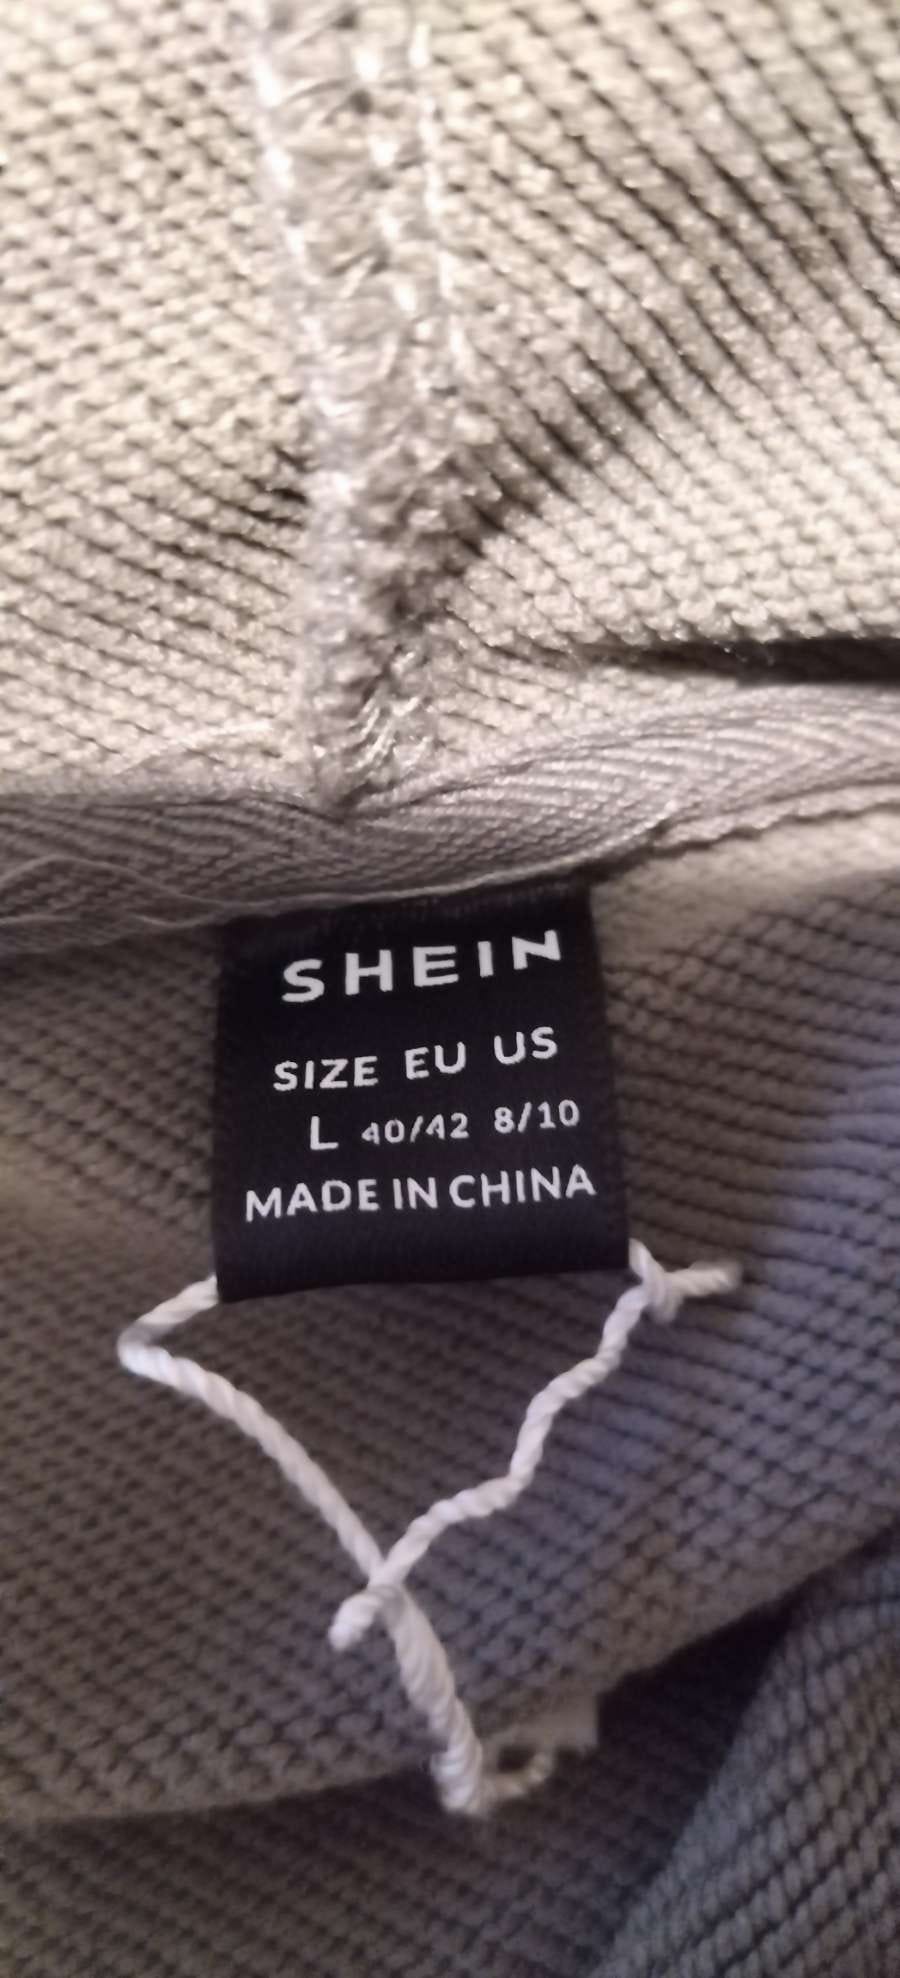 SHEIN
SIZE EU US
L 40/42 8/10
MADE IN CHINA